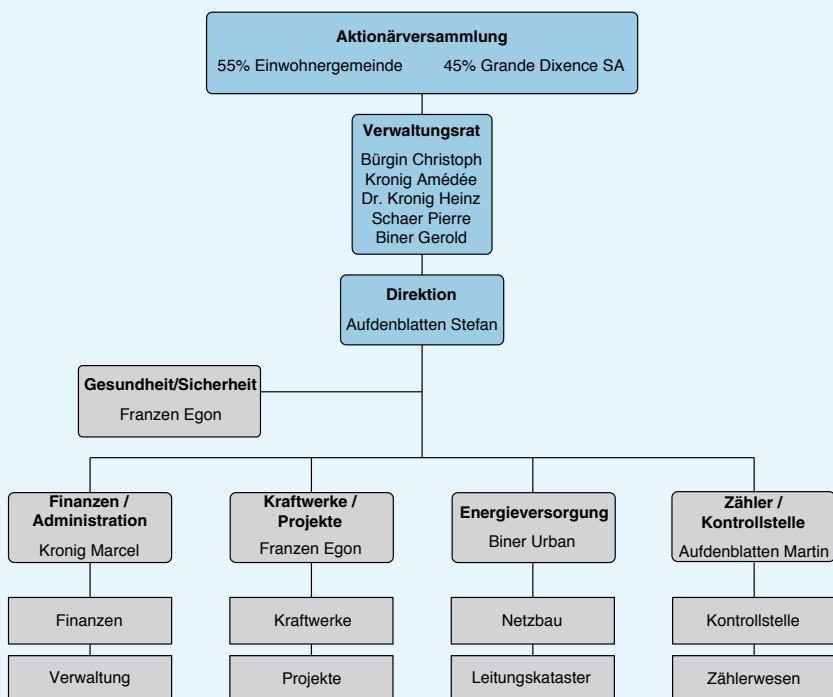 Aktionärversammlung
55% Einwohnergemeinde 45% Grande Dixence SA
Verwaltungsrat
Bürgin Christoph
Kronig Amédée
Dr. Kronig Heinz
Schaer Pierre
Biner Gerold
Direktion
Aufdenblatten Stefan
Gesundheit/Sicherheit
Franzen Egon
Finanzen /
Administration
Kronig Marcel
Kraftwerke /
Projekte
Franzen Egon
Energieversorgung
Biner Urban
Zähler /
Kontrollstelle
Aufdenblatten Martin
Finanzen
Kraftwerke
Netzbau
Kontrollstelle
Verwaltung
Projekte
Leitungskataster
Zählerwesen